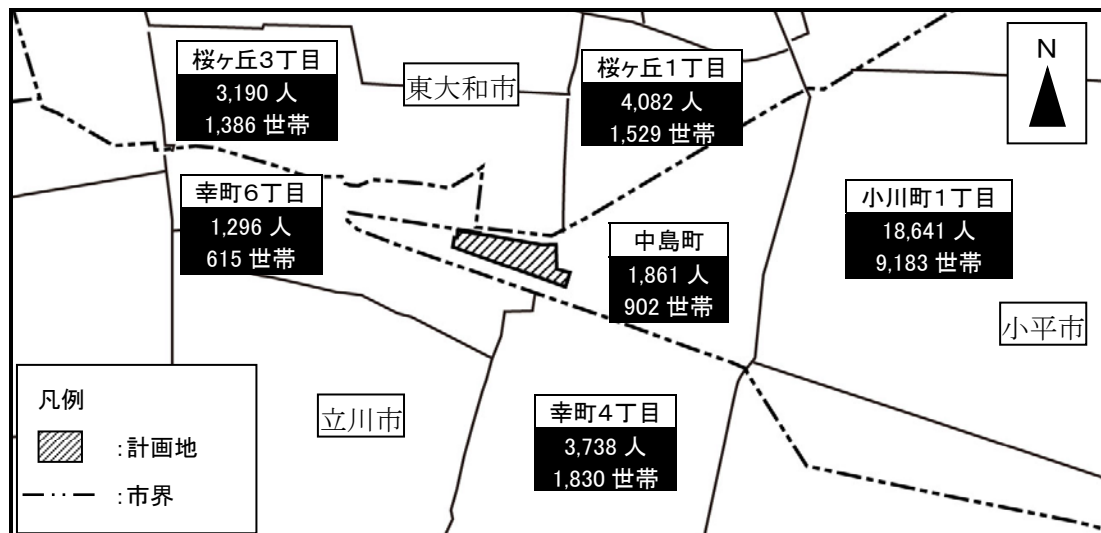 桜ヶ丘3丁目
3,190 人
1,386 世帯
東大和市
桜ヶ丘1丁目
4,082 人
1,529 世帯
N
幸町6丁目
1,296 人
615 世帯
中島町
1,861 人
902 世帯
小川町1丁目
18,641 人
9,183 世帯
小平市
凡例
:計画地
:市界
立川市
幸町4丁目
3,738 人
1,830 世帯